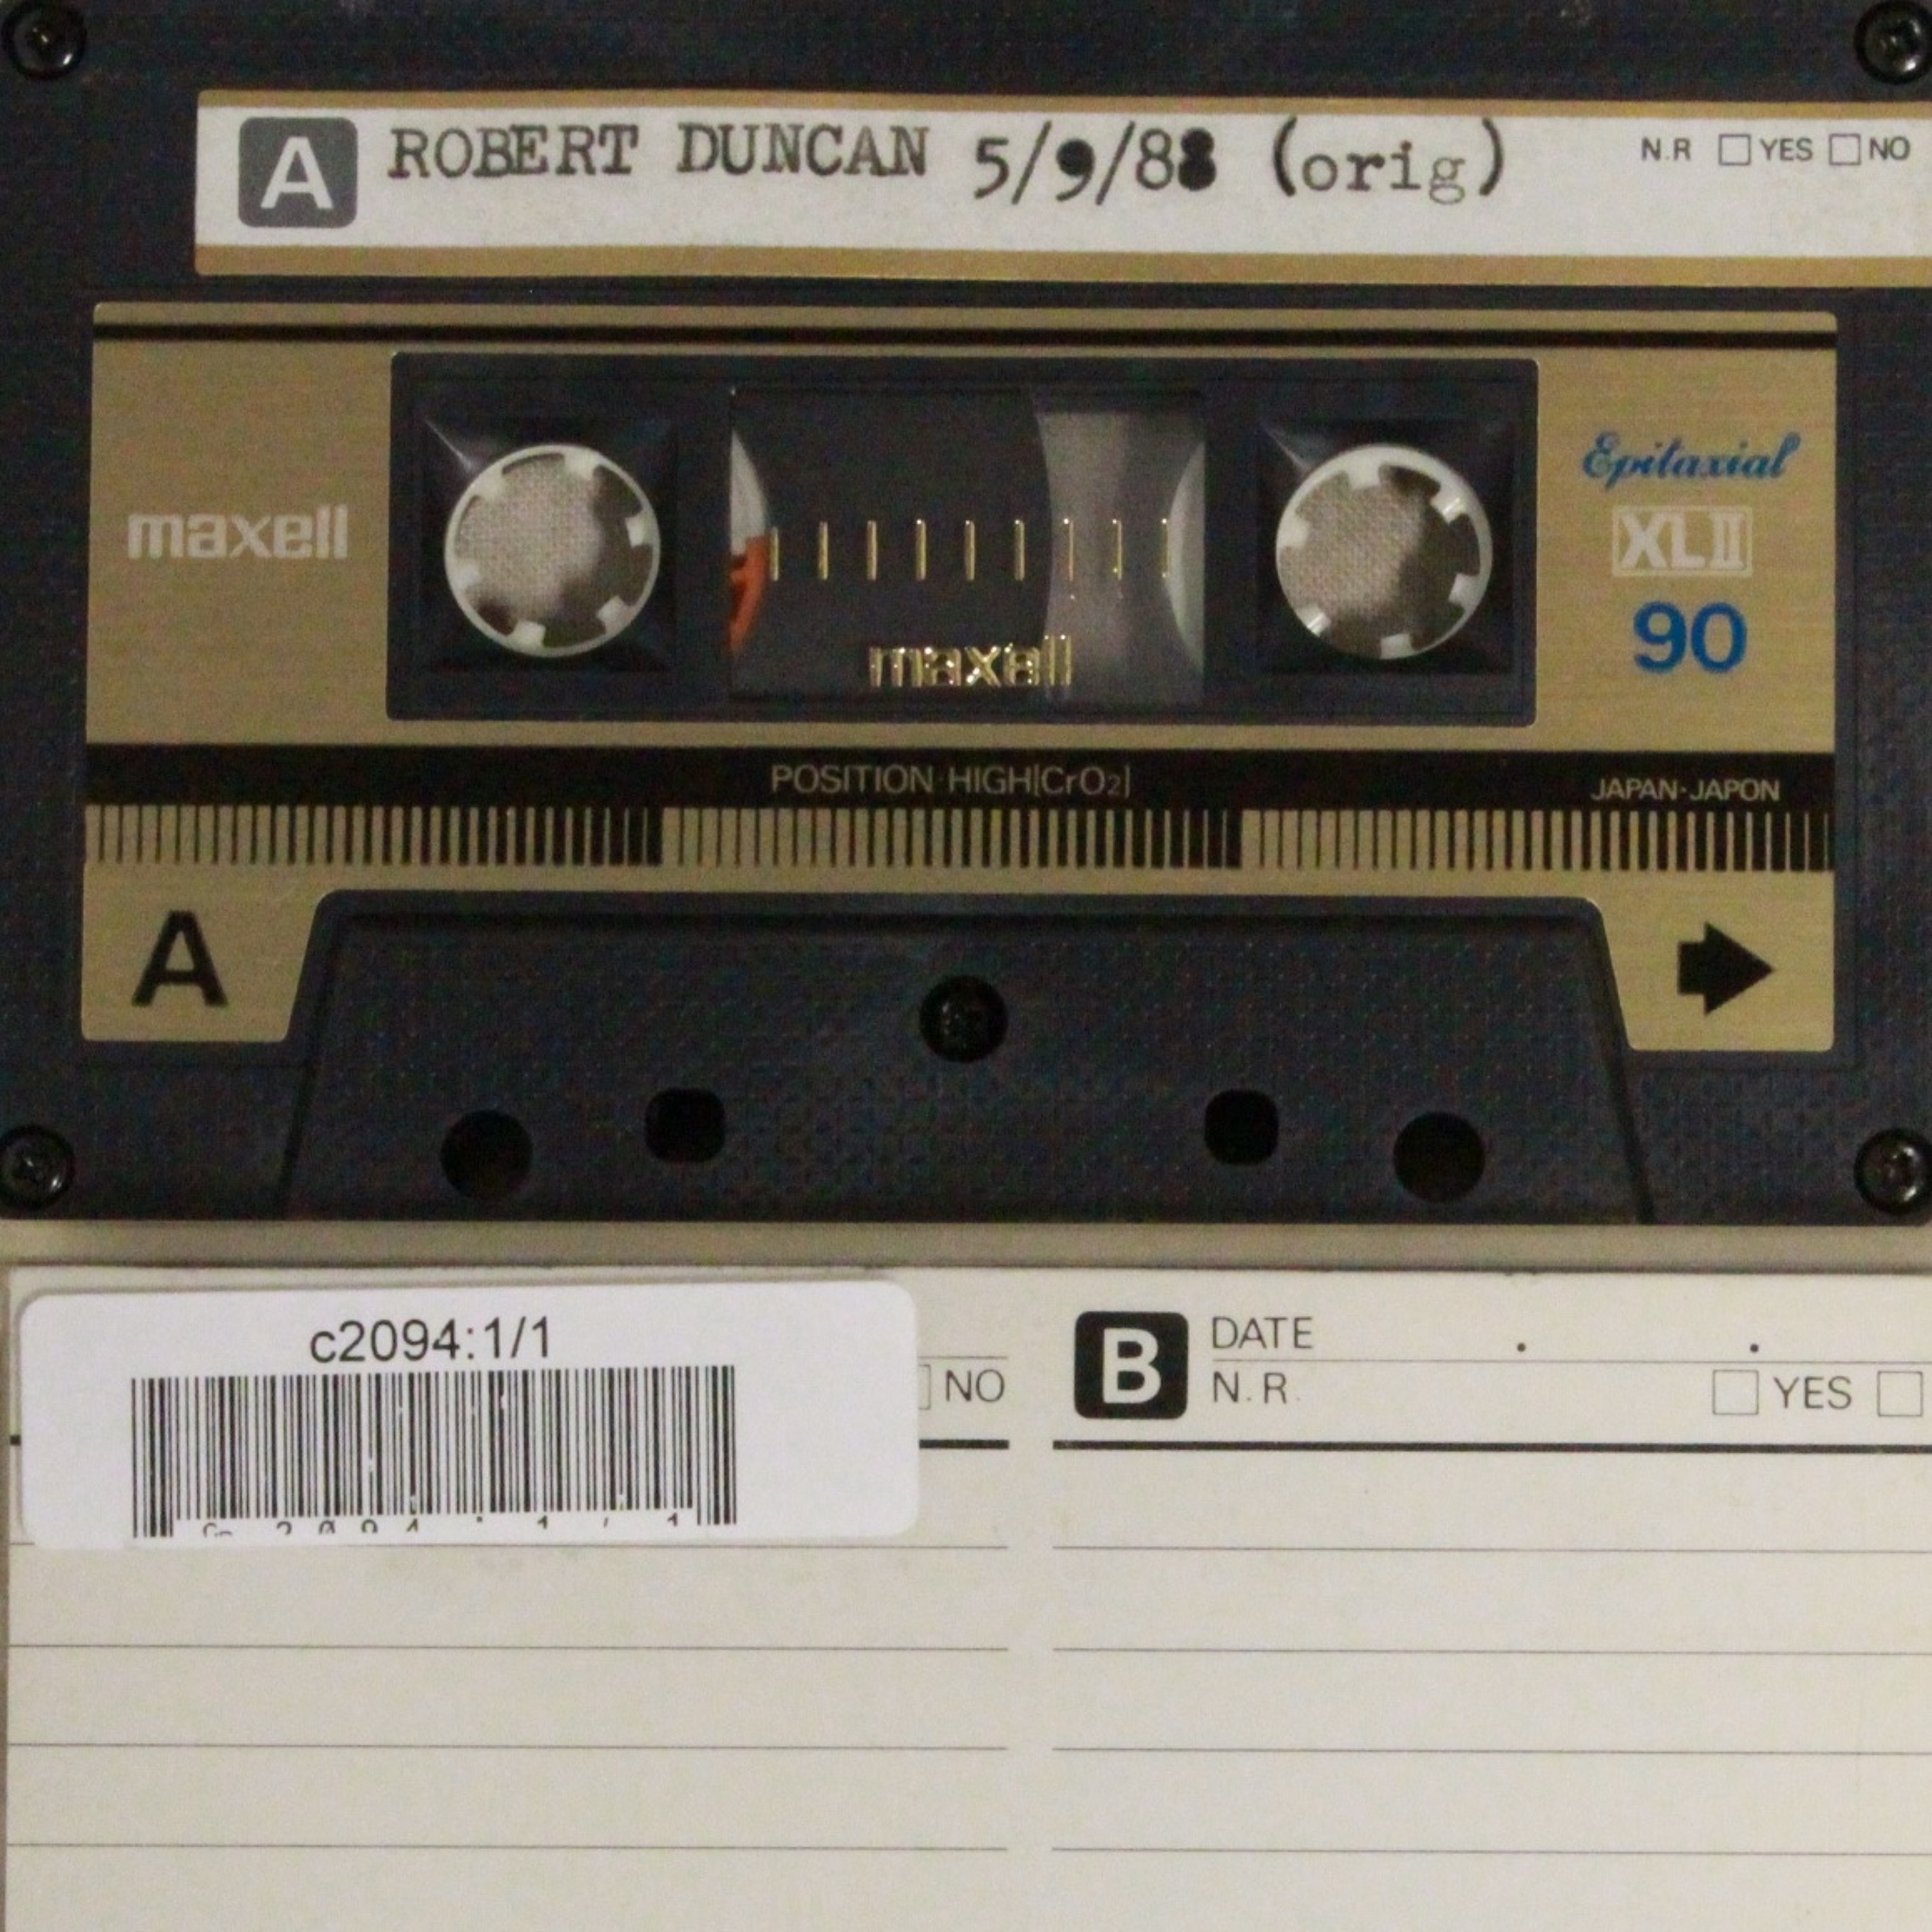 A ROBERT DUNCAN 5/9/88 (orig) N.R YES NO
maxell
Epitaxial
XLII
90
maxell
POSITION·HIGH(CrO2) JAPAN·JAPON
A
c2094:1/1
NO
B DATE . .
N.R. YES